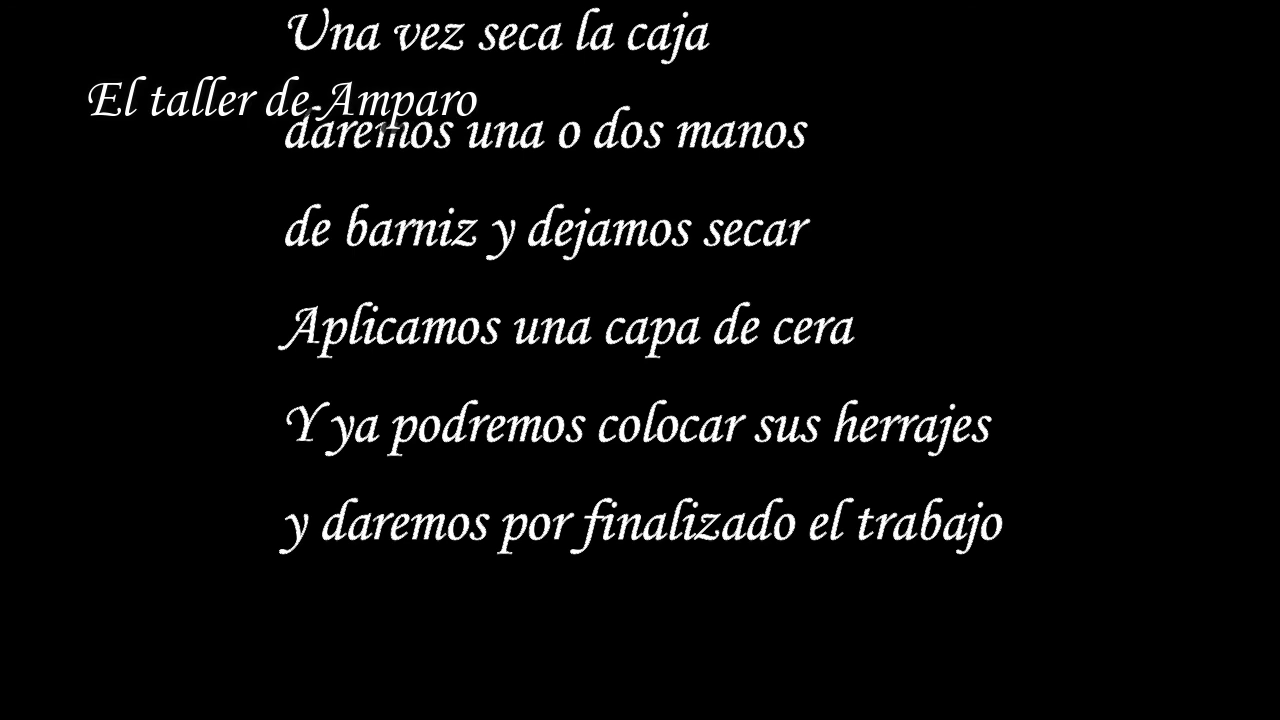 Una vez seca la caja
El taller de Amparo
daremos una o dos manos
de barniz y dejamos secar
Aplicamos una capa de cera
Y ya podremos colocar sus herrajes
y daremos por finalizado el trabajo